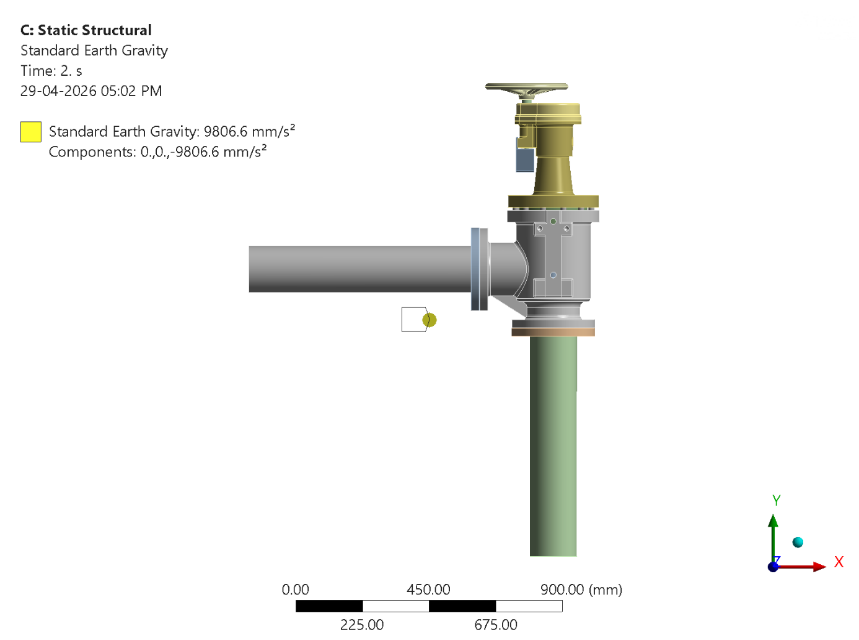 C: Static Structural
Standard Earth Gravity
Time: 2. s
29-04-2026 05:02 PM
Standard Earth Gravity: 9806.6 mm/s²
Components: 0.,0.,-9806.6 mm/s²
Y
Z
X
0.00 450.00 900.00 (mm)
225.00 675.00